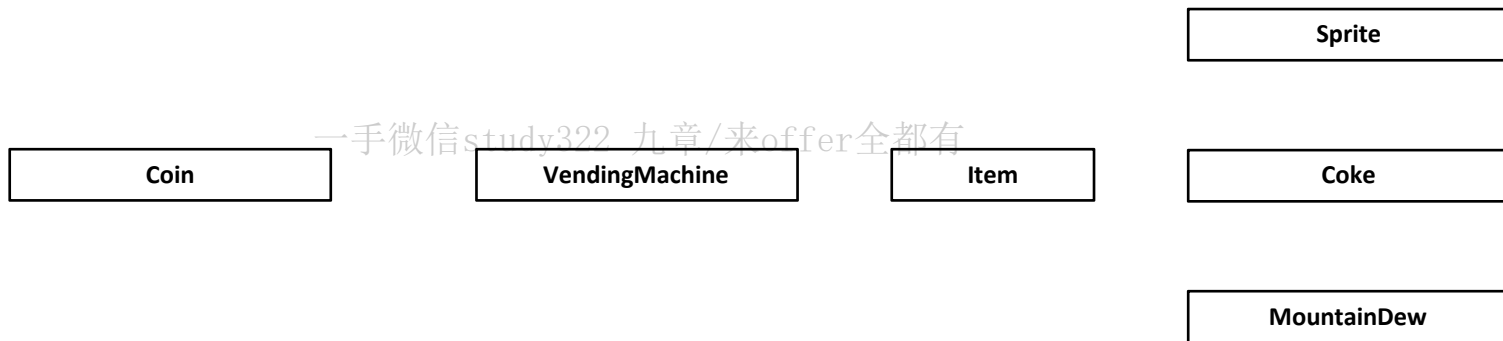 Sprite
一手微信study322 九章/来offer全都有
Coin
VendingMachine
Item
Coke
MountainDew